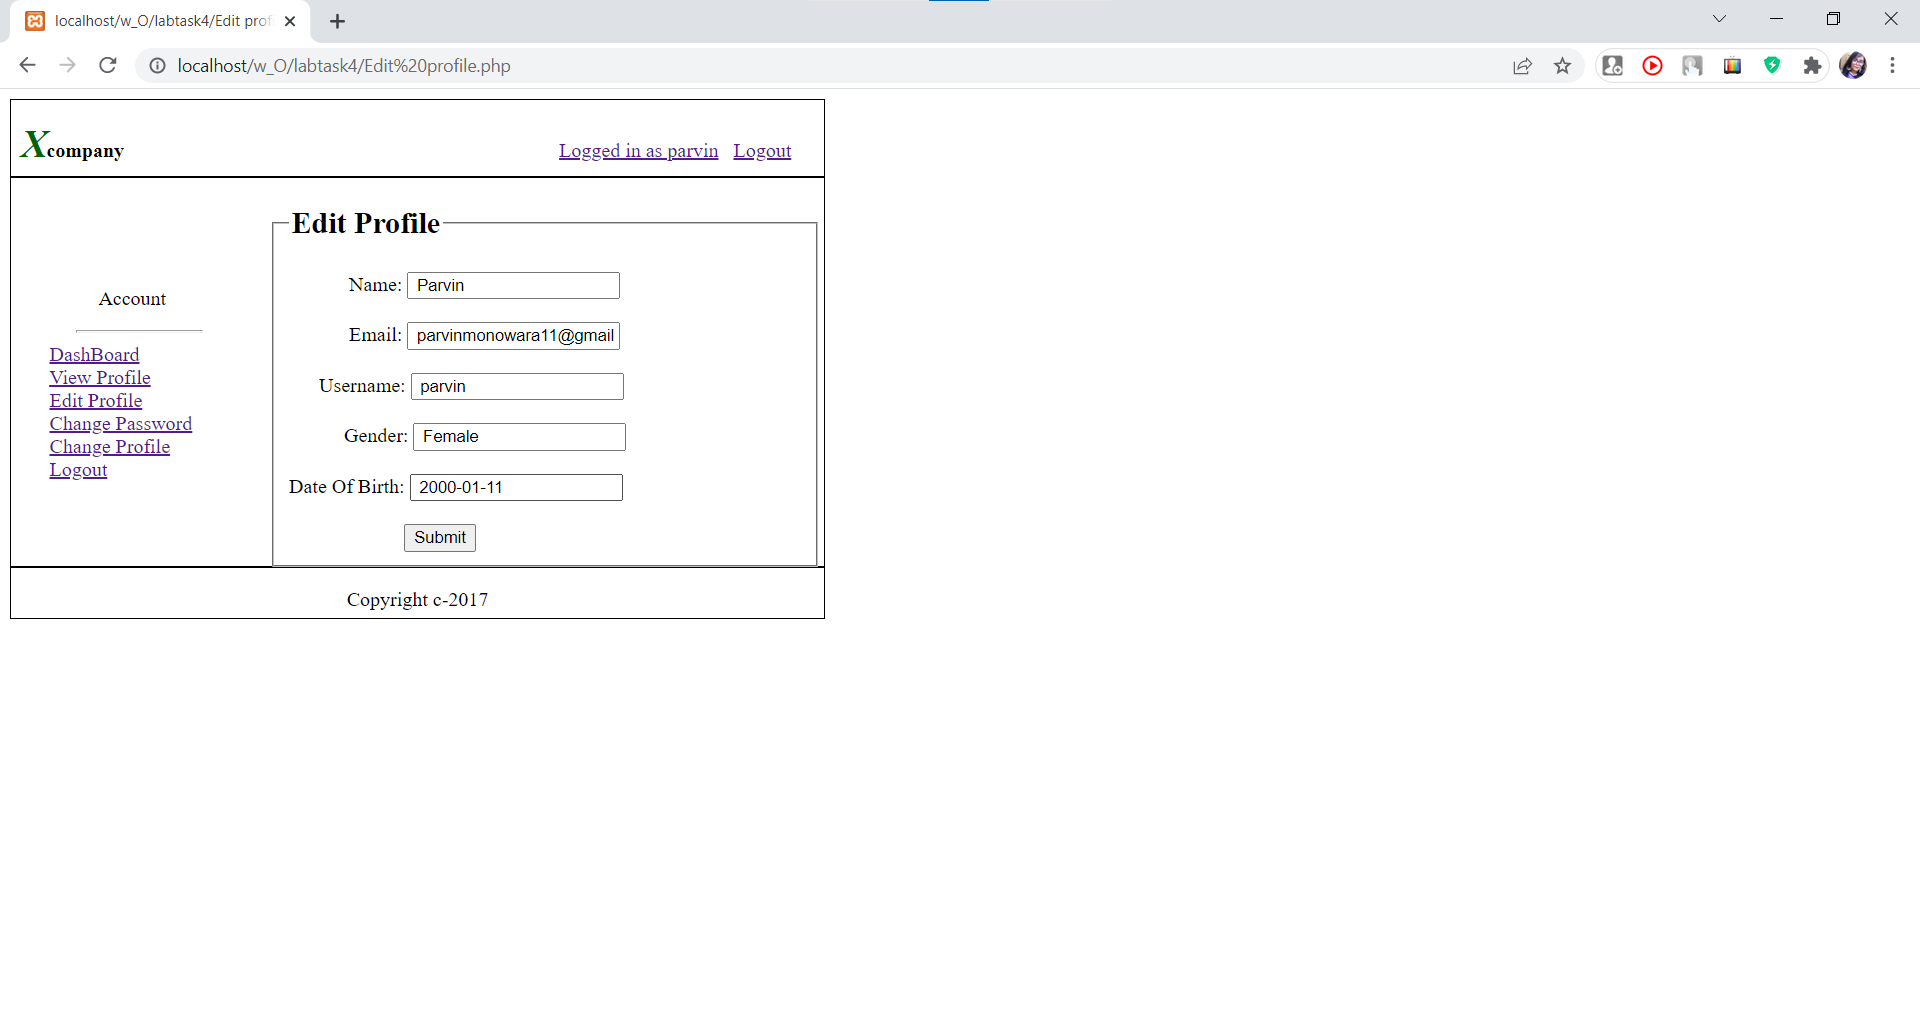 localhost/w_O/labtask4/Edit prof
localhost/w_O/labtask4/Edit%20profile.php
Xcompany
Logged in as parvin Logout
Edit Profile
Account
DashBoard
View Profile
Edit Profile
Change Password
Change Profile
Logout
Name: Parvin
Email: parvinmonowara11@gmail
Username: parvin
Gender: Female
Date Of Birth: 2000-01-11
Submit
Copyright c-2017